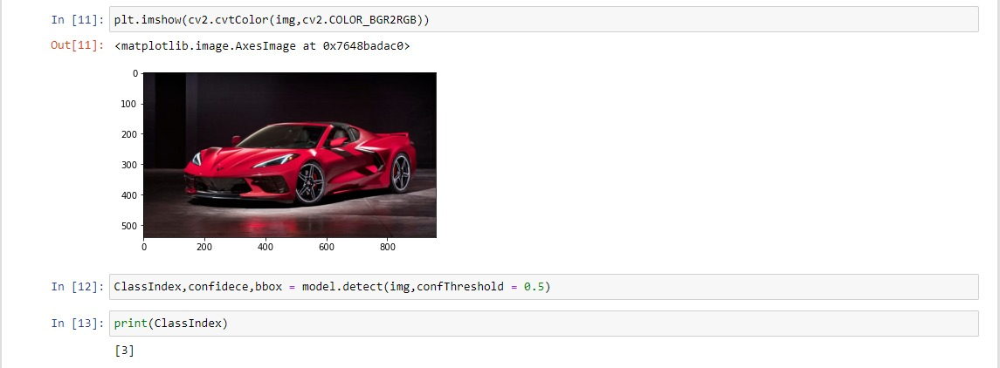 In [11]: plt.imshow(cv2.cvtColor(img,cv2.COLOR_BGR2RGB))
Out[11]: <matplotlib.image.AxesImage at 0x7648badac0>
0
100
200
300
400
500
0 200 400 600 800
In [12]: ClassIndex,confidece,bbox = model.detect(img,confThreshold = 0.5)
In [13]: print(ClassIndex)
[3]